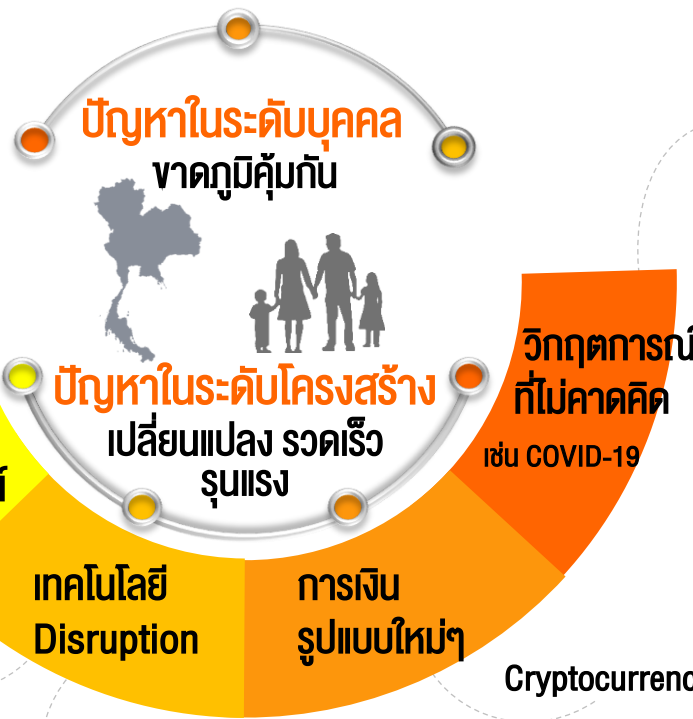 ปัญหาในระดับบุคคล
ขาดภูมิคุ้มกัน
ปัญหาในระดับโครงสร้าง
เปลี่ยนแปลง รวดเร็ว
รุนแรง
วิกฤตการณ์
ที่ไม่คาดคิด
เช่น COVID-19
เทคโนโลยี
Disruption
การเงิน
รูปแบบใหม่ๆ
Cryptocurrenc